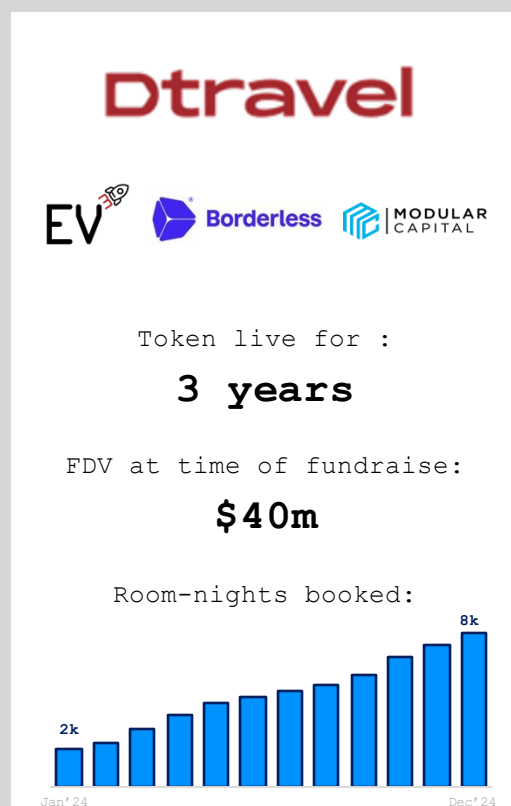 Dtravel
EV3
Borderless®
MODULAR
CAPITAL
Token live for :
3 years
FDV at time of fundraise:
$40m
Room-nights booked:
8k
2k
Jan’24
Dec’24